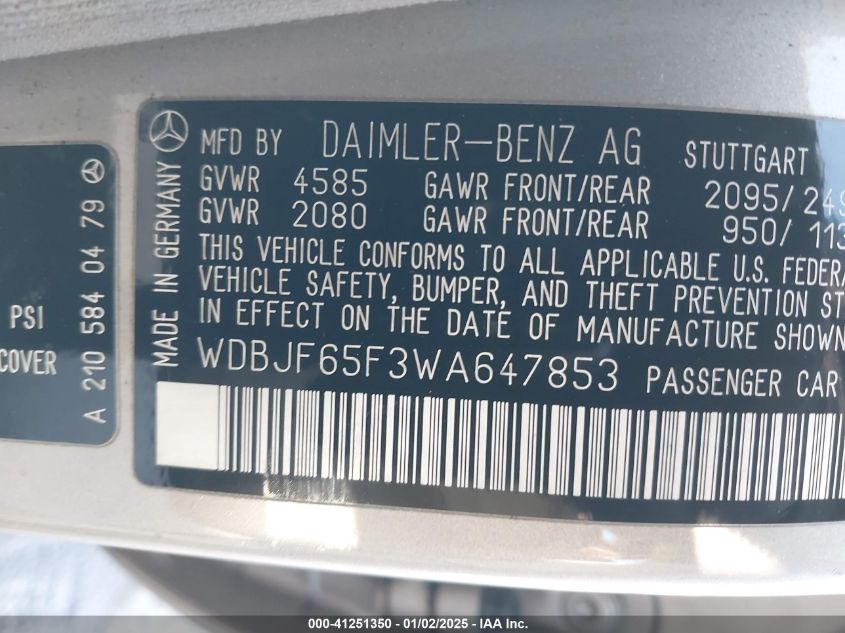 MFD BY DAIMLER-BENZ AG STUTTGART
GVWR 4585 GAWR FRONT/REAR 2095/249
GVWR 2080 GAWR FRONT/REAR 950/ 113
THIS VEHICLE CONFORMS TO ALL APPLICABLE U.S. FEDERA
VEHICLE SAFETY, BUMPER, AND THEFT PREVENTION ST
IN EFFECT ON THE DATE OF MANUFACTURE SHOWN
WDBJF65F3WA647853 PASSENGER CAR
MADE IN GERMANY
A 210 584 04 79
PSI
COVER
000-41251350 - 01/02/2025 - IAA Inc.